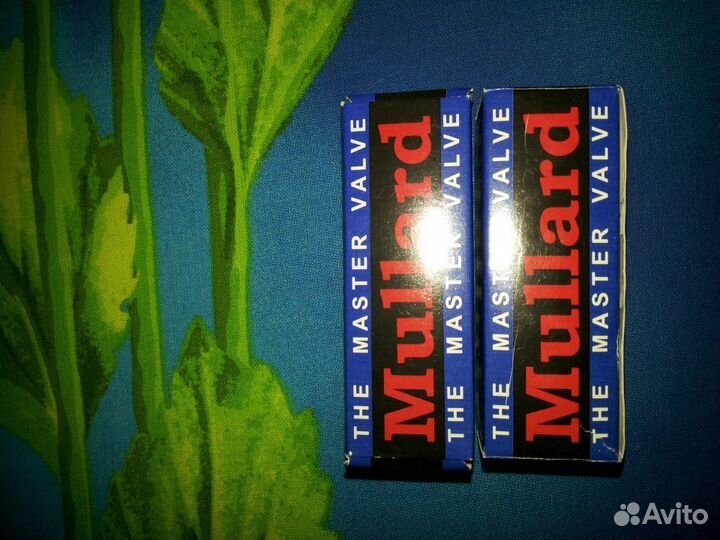 THE MASTER VALVE
Mullard
THE MASTER VALVE
THE MASTER VALVE
Mullard
THE MASTER VALVE
Avito